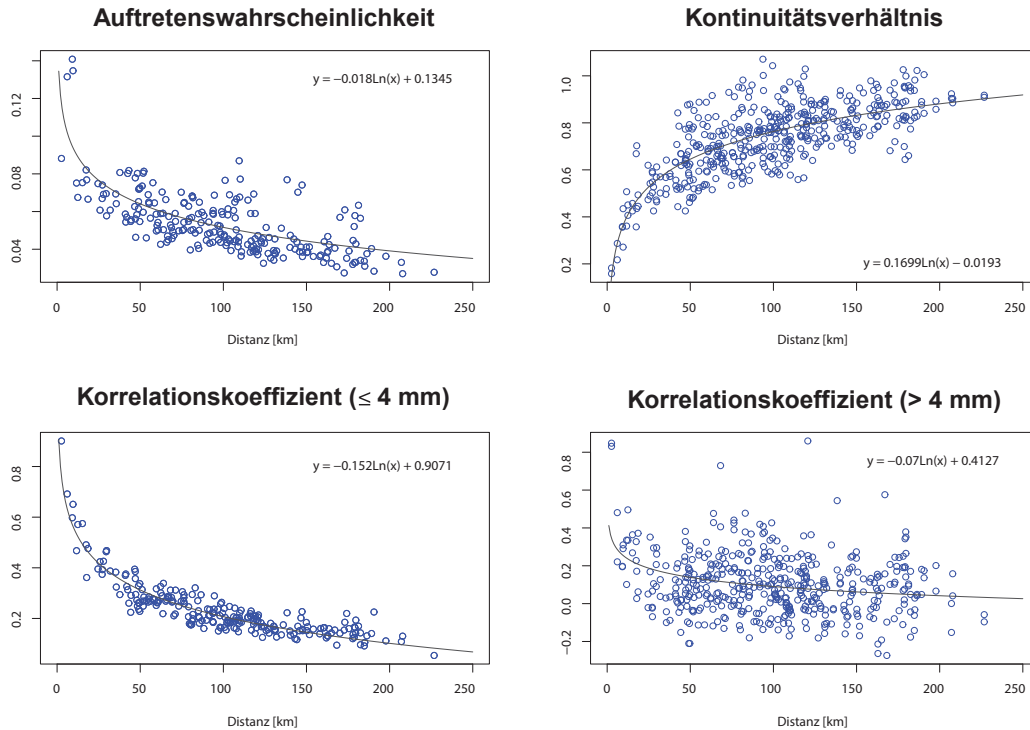 Auftretenswahrscheinlichkeit
y = −0.018Ln(x) + 0.1345
0.12
0.08
0.04
0 50 100 150 200 250
Distanz [km]
Kontinuitätsverhältnis
1.0
0.8
0.6
0.4
0.2
y = 0.1699Ln(x) − 0.0193
0 50 100 150 200 250
Distanz [km]
Korrelationskoeffizient (≤ 4 mm)
y = −0.152Ln(x) + 0.9071
0.8
0.6
0.4
0.2
0 50 100 150 200 250
Distanz [km]
Korrelationskoeffizient (> 4 mm)
y = −0.07Ln(x) + 0.4127
0.8
0.6
0.4
0.2
0.0
−0.2
0 50 100 150 200 250
Distanz [km]